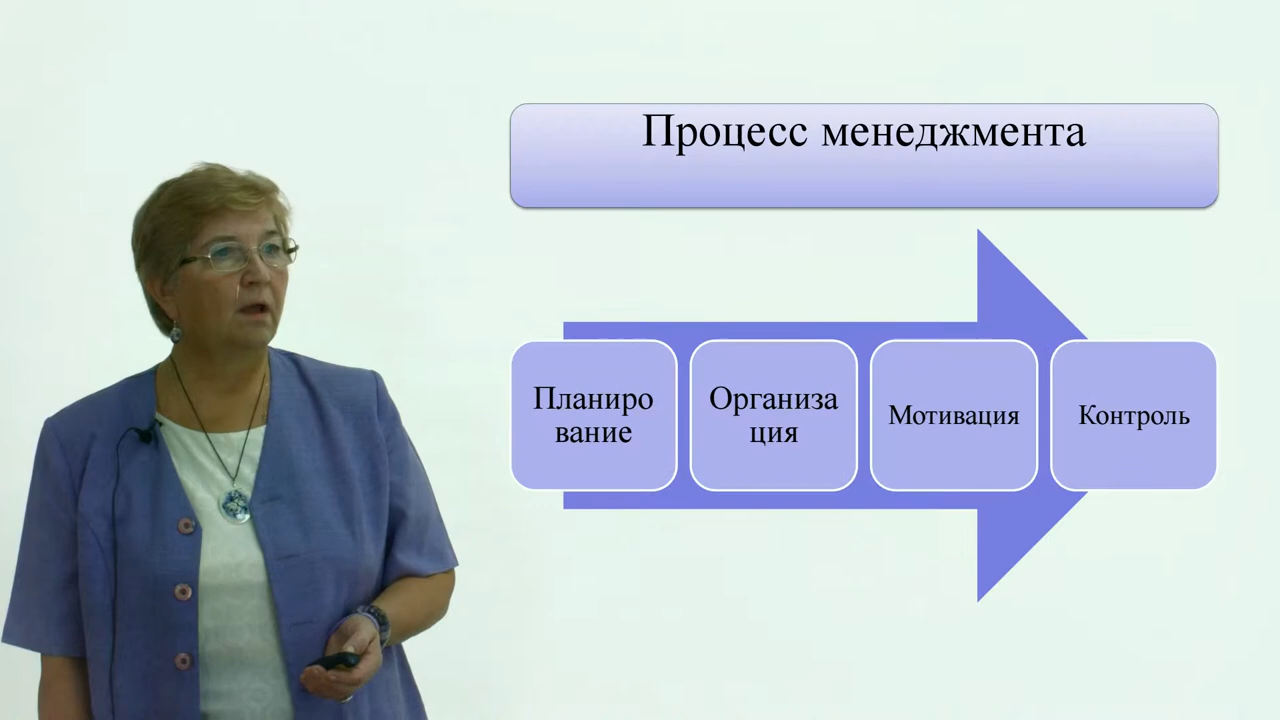 Процесс менеджмента
Планиро
вание
Организа
ция
Мотивация
Контроль